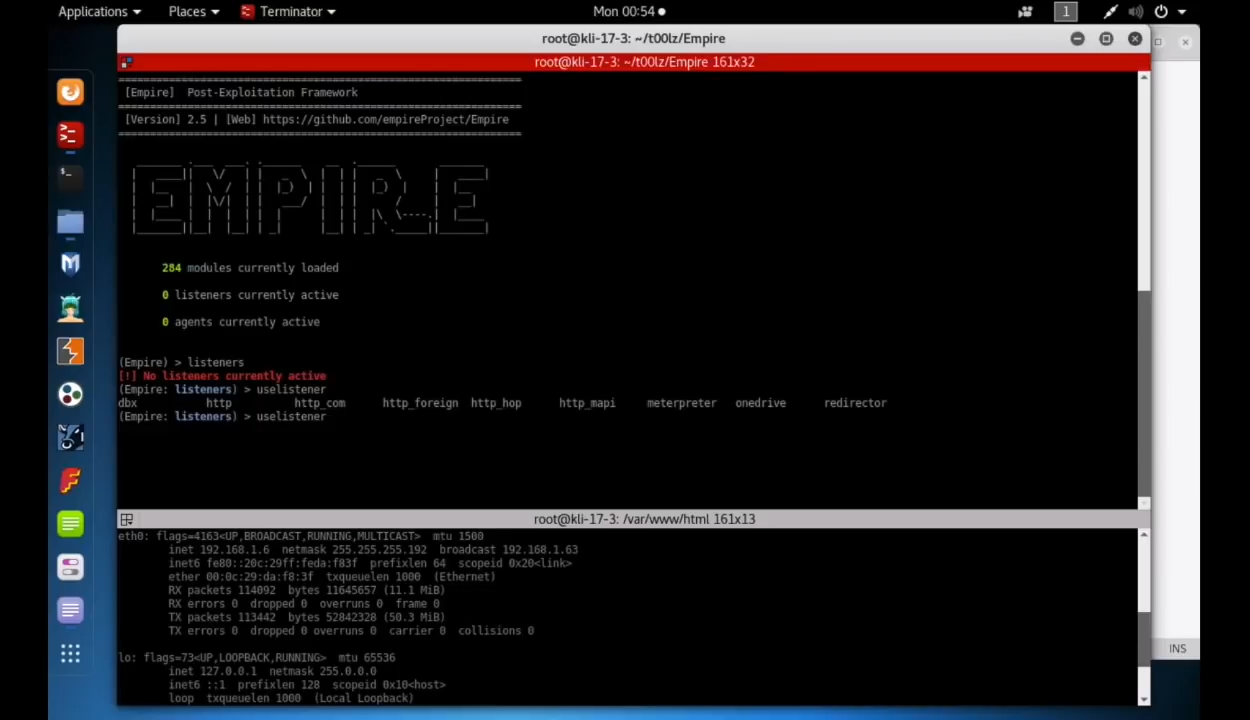 Applications Places Terminator Mon 00:54 1
root@kli-17-3: ~/t00lz/Empire
root@kli-17-3: ~/t00lz/Empire 161x32
[Empire] Post-Exploitation Framework
[Version] 2.5 | [Web] https://github.com/empireProject/Empire
EMPIRE
284 modules currently loaded
0 listeners currently active
0 agents currently active
(Empire) > listeners
[!] No listeners currently active
(Empire: listeners) > uselistener
dbx http http_com http_foreign http_hop http_mapi meterpreter onedrive redirector
(Empire: listeners) > uselistener
root@kli-17-3: /var/www/html 161x13
eth0: flags=4163<UP,BROADCAST,RUNNING,MULTICAST> mtu 1500
inet 192.168.1.6 netmask 255.255.255.192 broadcast 192.168.1.63
inet6 fe80::20c:29ff:feda:f83f prefixlen 64 scopeid 0x20<link>
ether 00:0c:29:da:f8:3f txqueuelen 1000 (Ethernet)
RX packets 114092 bytes 11645657 (11.1 MiB)
RX errors 0 dropped 0 overruns 0 frame 0
TX packets 113442 bytes 52842328 (50.3 MiB)
TX errors 0 dropped 0 overruns 0 carrier 0 collisions 0
lo: flags=73<UP,LOOPBACK,RUNNING> mtu 65536
inet 127.0.0.1 netmask 255.0.0.0
inet6 ::1 prefixlen 128 scopeid 0x10<host>
loop txqueuelen 1000 (Local Loopback)
INS